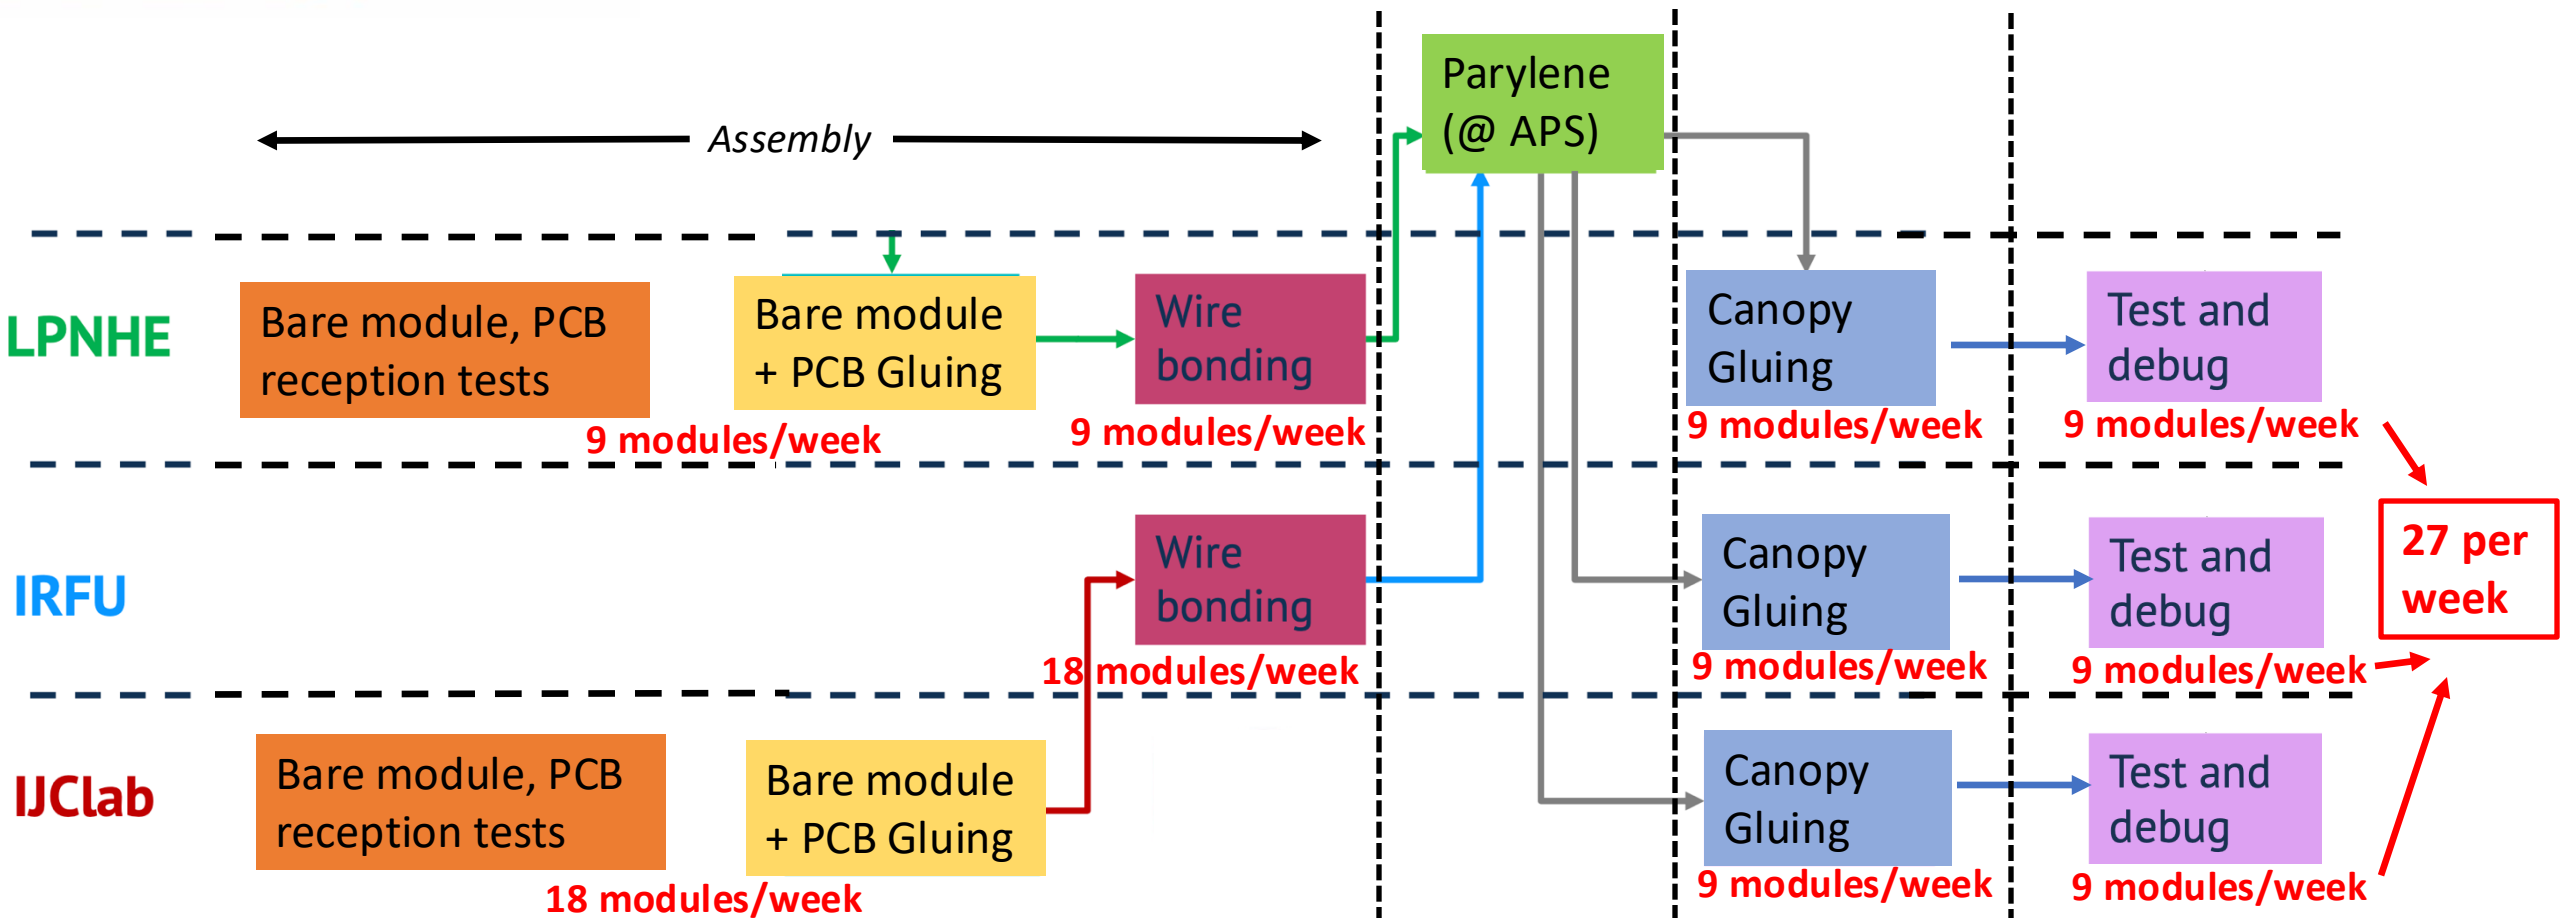 Parylene
(@ APS)
Assembly
LPNHE
Bare module, PCB
reception tests
9 modules/week
Bare module
+ PCB Gluing
Wire
bonding
9 modules/week
Canopy
Gluing
9 modules/week
Test and
debug
9 modules/week
IRFU
Wire
bonding
18 modules/week
Canopy
Gluing
9 modules/week
Test and
debug
9 modules/week
27 per
week
IJClab
Bare module, PCB
reception tests
18 modules/week
Bare module
+ PCB Gluing
Canopy
Gluing
9 modules/week
Test and
debug
9 modules/week